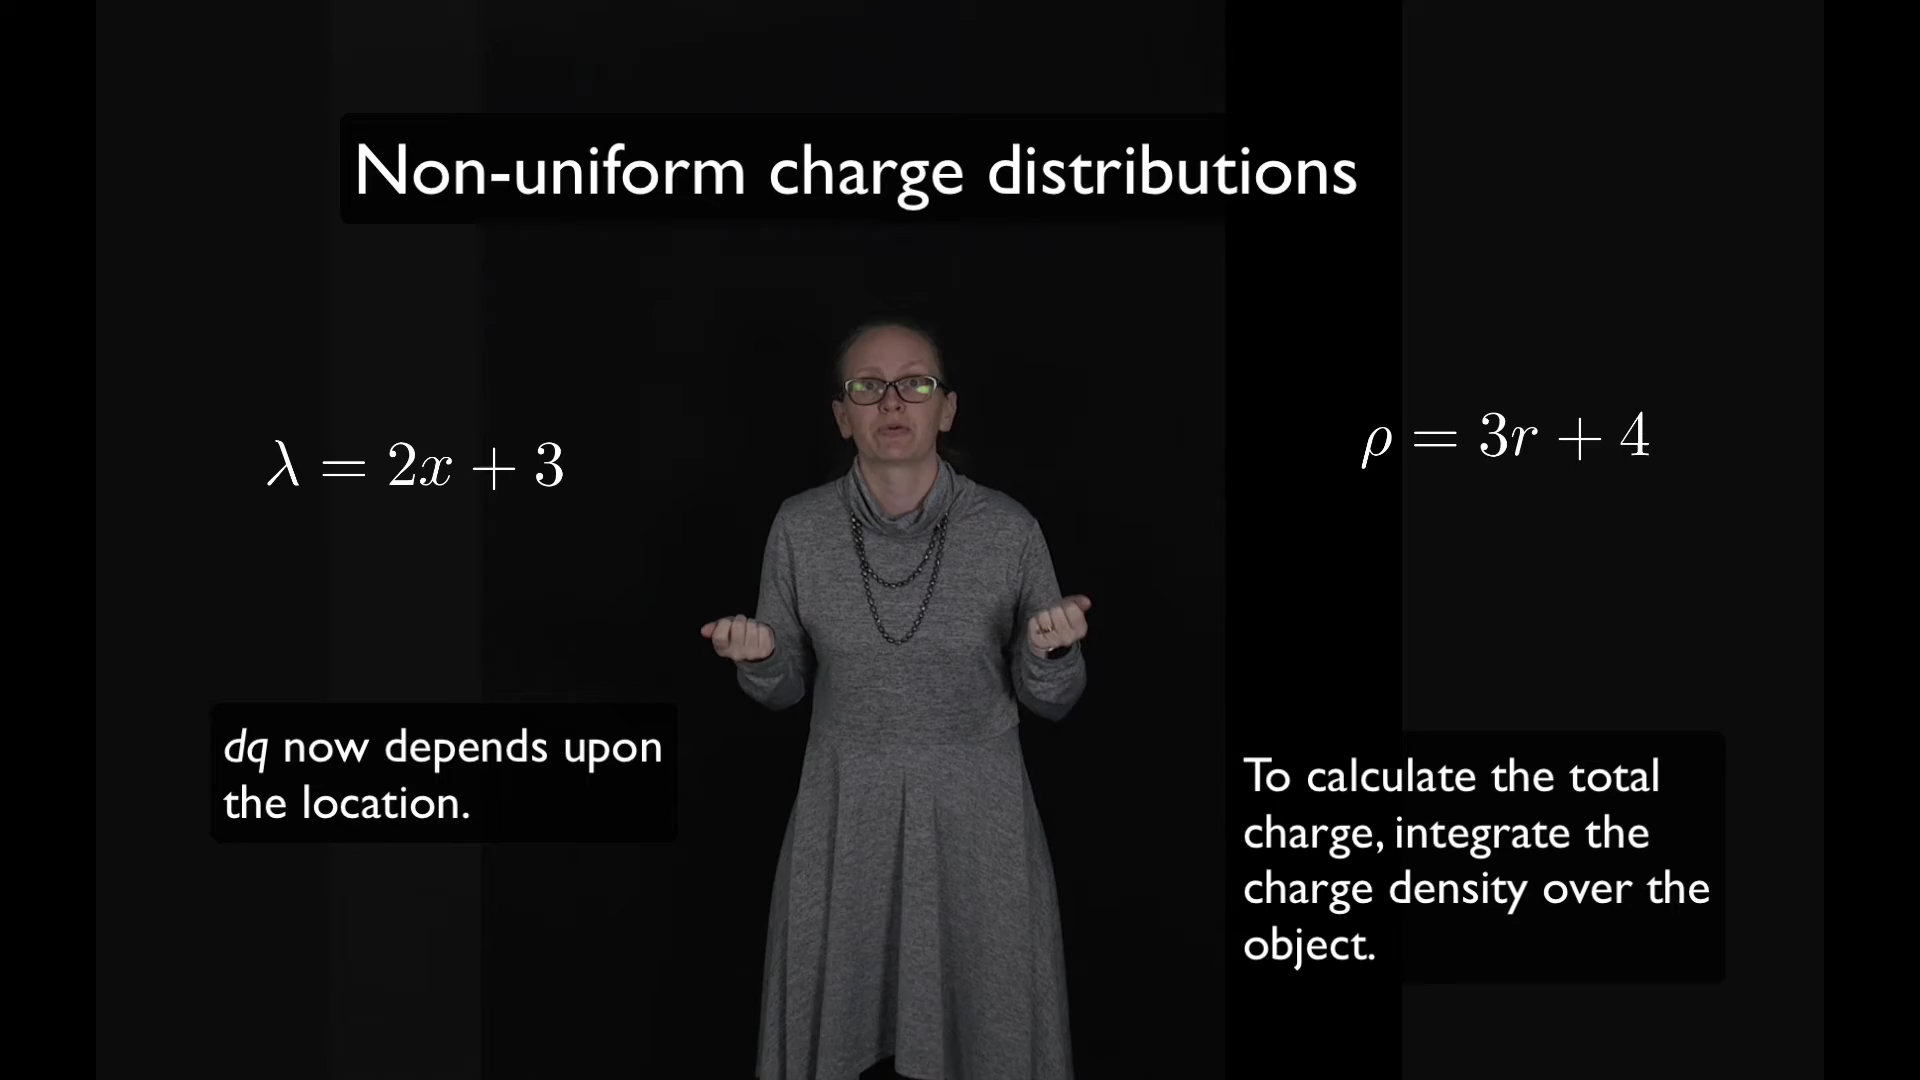 Non-uniform charge distributions
λ = 2x + 3
ρ = 3r + 4
dq now depends upon
the location.
To calculate the total
charge, integrate the
charge density over the
object.